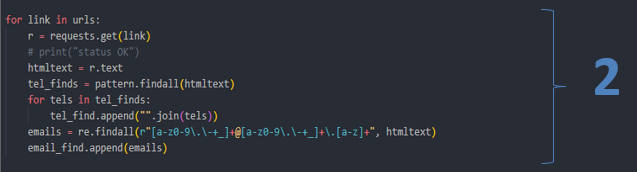 for link in urls:
    r = requests.get(link)
    # print("status OK")
    htmltext = r.text
    tel_finds = pattern.findall(htmltext)
    for tels in tel_finds:
        tel_find.append("".join(tels))
    emails = re.findall(r"[a-z0-9\.\-+_]+@[a-z0-9\.\-+_]+\.[a-z]+", htmltext)
    email_find.append(emails)
2